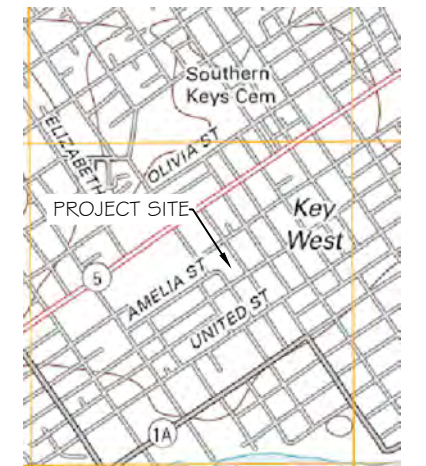 Southern
Keys Cem
ELIZABETH
OLIVIA ST
PROJECT SITE
Key
West
5
AMELIA ST
UNITED ST
1A